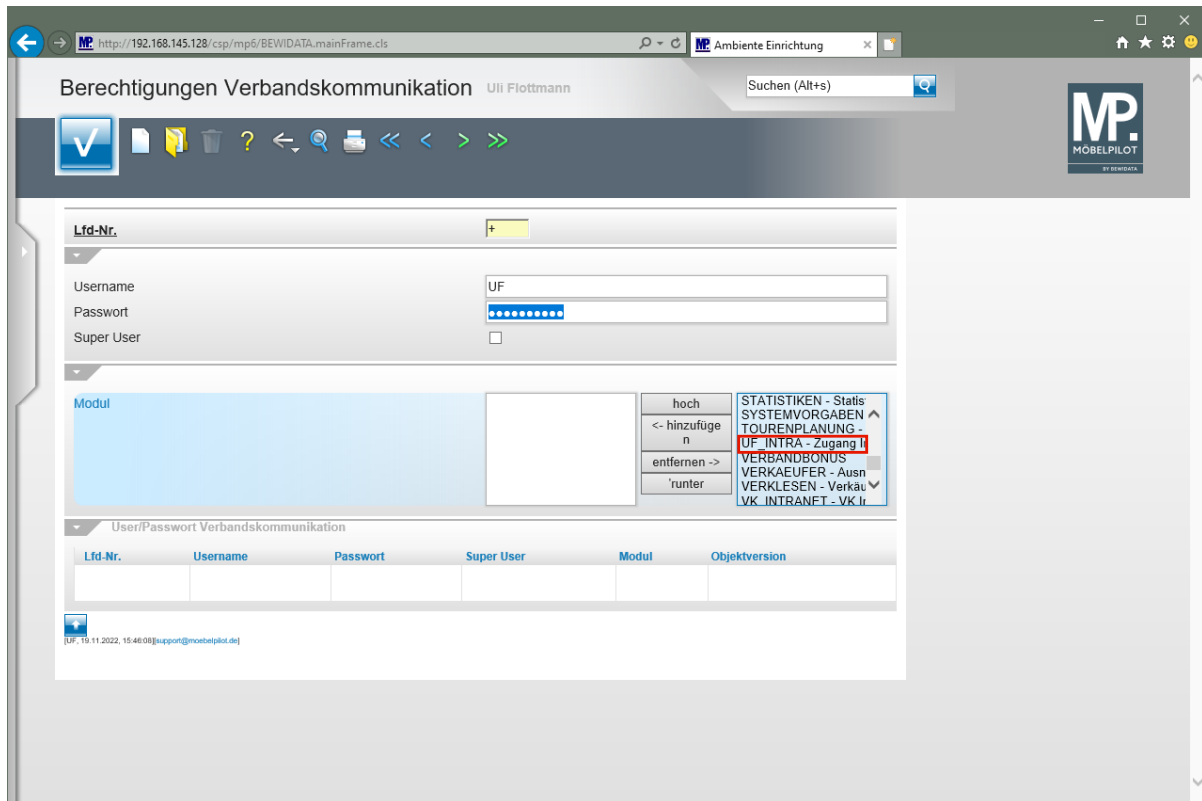 http://192.168.145.128/csp/mp6/BEWIDATA.mainFrame.cls
MP. Ambiente Einrichtung
Berechtigungen Verbandskommunikation Uli Flottmann
Suchen (Alt+s)
MP.
MÖBELPILOT
BY BEWIDATA
Lfd-Nr. +
Username UF
Passwort ••••••••••
Super User
Modul
hoch
<- hinzufüge
n
entfernen ->
'runter
STATISTIKEN - Statis
SYSTEMVORGABEN
TOURENPLANUNG -
UF_INTRA - Zugang In
VERBANDBONUS
VERKAEUFER - Ausn
VERKLESEN - Verkäu
VK_INTRANET - VK Ir
User/Passwort Verbandskommunikation
Lfd-Nr. Username Passwort Super User Modul Objektversion
[UF, 19.11.2022, 15:46:08][support@moebelpilot.de]